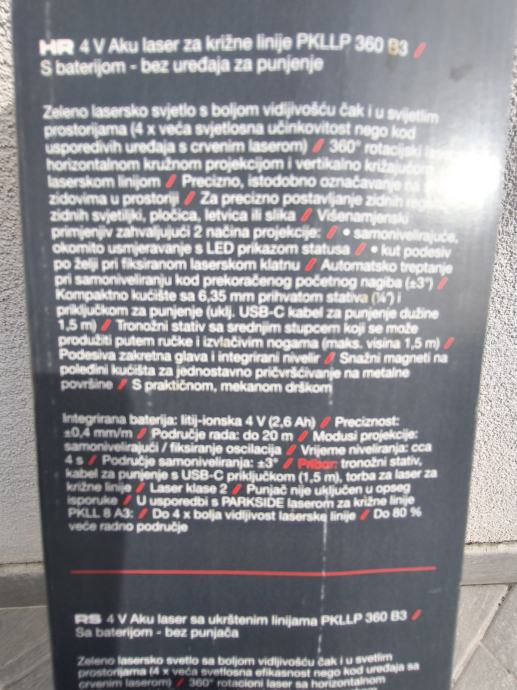 HR 4 V Aku laser za križne linije PKLLP 360 B3 //
S baterijom - bez uređaja za punjenje
Zeleno lasersko svjetlo s boljom vidljivošću čak i u svijetlim
prostorijama (4 x veća svjetlosna učinkovitost nego kod
usporedivih uređaja s crvenim laserom) // 360° rotacijski
horizontalnom kružnom projekcijom i vertikalno križajućom
laserskom linijom // Precizno, istodobno označavanje na
zidovima u prostoriji // Za precizno postavljanje zidnih
zidnih svjetiljki, pločica, letvica ili slika // Višenamjenski
primjenjiv zahvaljujući 2 načina projekcije: // • samonivelirajuće,
okomito usmjeravanje s LED prikazom statusa // • kut podesiv
po želji pri fiksiranom laserskom klatnu // Automatsko treptanje
pri samoniveliranju kod prekoračenog početnog nagiba (±3°) //
Kompaktno kućište sa 6,35 mm prihvatom stativa (¼") i
priključkom za punjenje (uklj. USB-C kabel za punjenje dužine
1,5 m) // Tronožni stativ sa srednjim stupcem koji se može
produžiti putem ručke i izvlačivim nogama (maks. visina 1,5 m) //
Podesiva zakretna glava i integrirani nivelir // Snažni magneti na
poleđini kućišta za jednostavno pričvršćivanje na metalne
površine // S praktičnom, mekanom drškom
Integrirana baterija: litij-ionska 4 V (2,6 Ah) // Preciznost:
±0,4 mm/m // Područje rada: do 20 m // Modusi projekcije:
samonivelirajući / fiksiranje oscilacija // Vrijeme niveliranja: cca
4 s // Područje samoniveliranja: ±3° // Pribor: tronožni stativ,
kabel za punjenje s USB-C priključkom (1,5 m), torba za laser za
križne linije // Laser klase 2 // Punjač nije uključen u opseg
isporuke // U usporedbi s PARKSIDE laserom za križne linije
PKLL 8 A3: // Do 4 x bolja vidljivost laserske linije // Do 80 %
veće radno područje
RS 4 V Aku laser sa ukrštenim linijama PKLLP 360 B3 //
Sa baterijom - bez punjača
Zeleno lasersko svetlo sa boljom vidljivošću čak i u svetlim
prostorijama (4 x veća svetlosna efikasnost nego kod uređaja sa
crvenim laserom) // 360° rotacioni laser sa horizontalnom